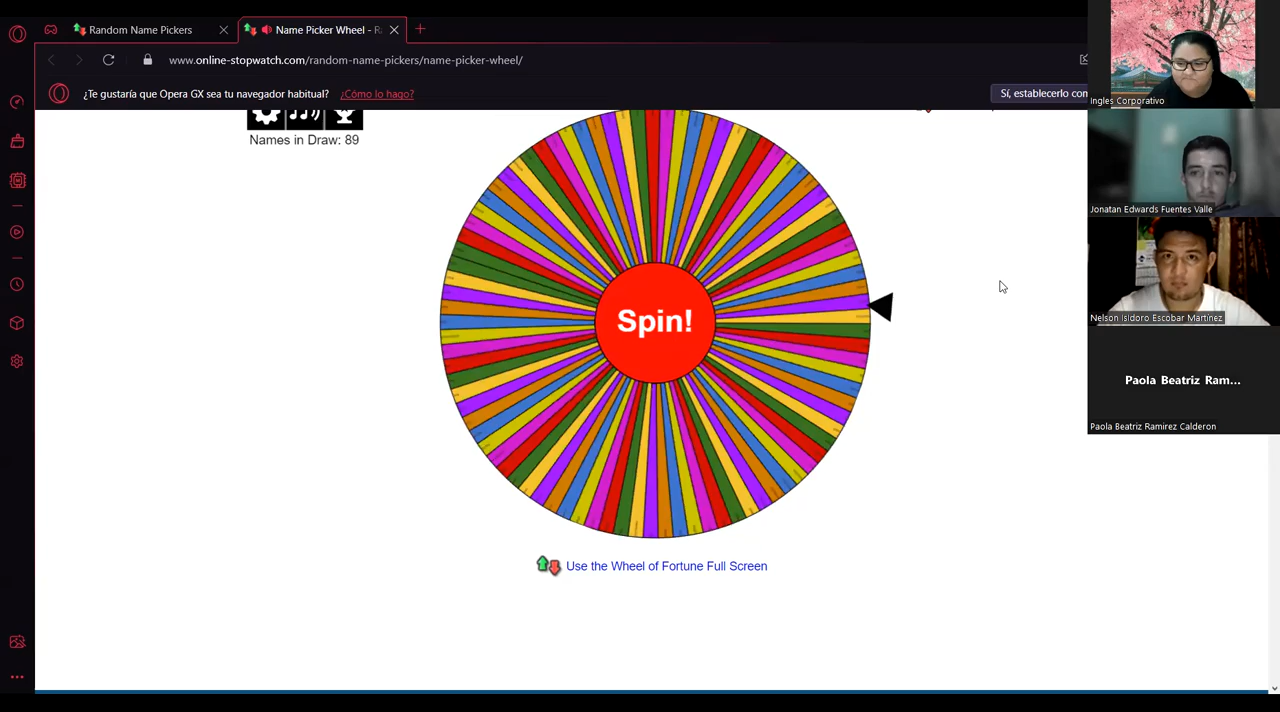 Random Name Pickers
Name Picker Wheel - R
www.online-stopwatch.com/random-name-pickers/name-picker-wheel/
¿Te gustaría que Opera GX sea tu navegador habitual? ¿Cómo lo hago?
Sí, establecerlo com
Names in Draw: 89
Spin!
Use the Wheel of Fortune Full Screen
Ingles Corporativo
Jonatan Edwards Fuentes Valle
Nelson Isidoro Escobar Martínez
Paola Beatriz Ram...
Paola Beatriz Ramirez Calderon